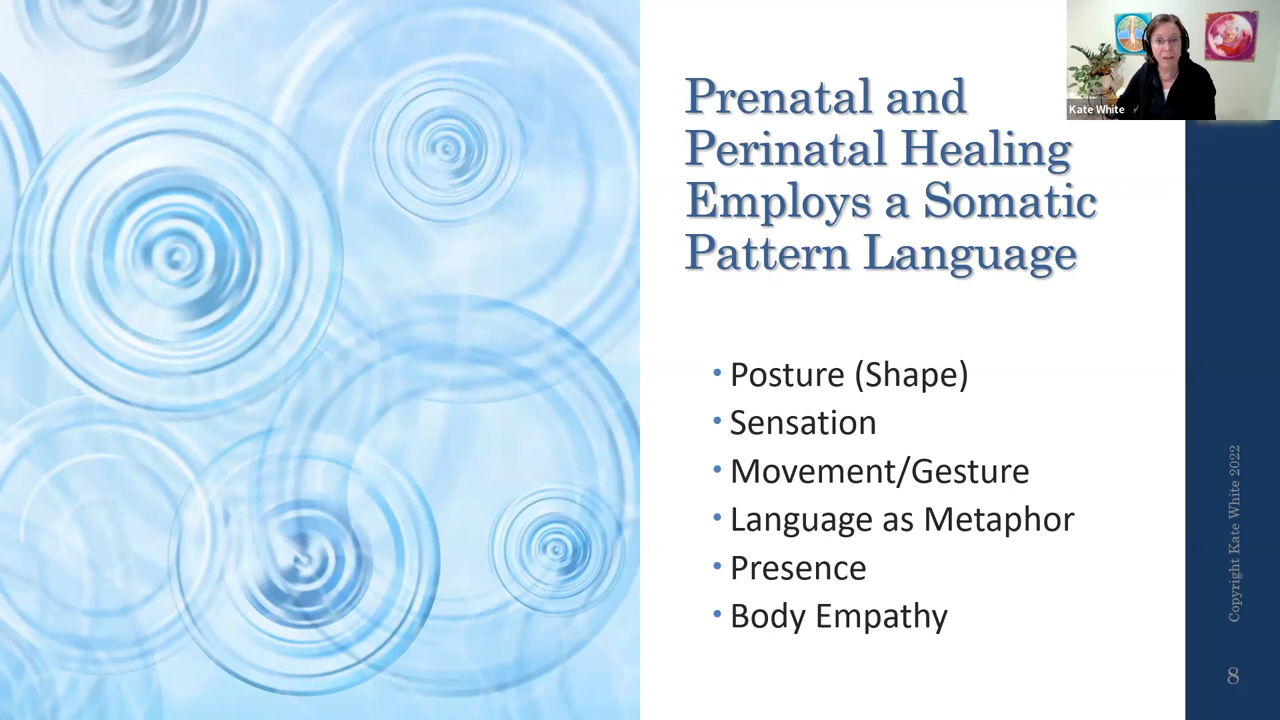 Prenatal and
Perinatal Healing
Employs a Somatic
Pattern Language
Kate White
• Posture (Shape)
• Sensation
• Movement/Gesture
• Language as Metaphor
• Presence
• Body Empathy
Copyright Kate White 2022
8